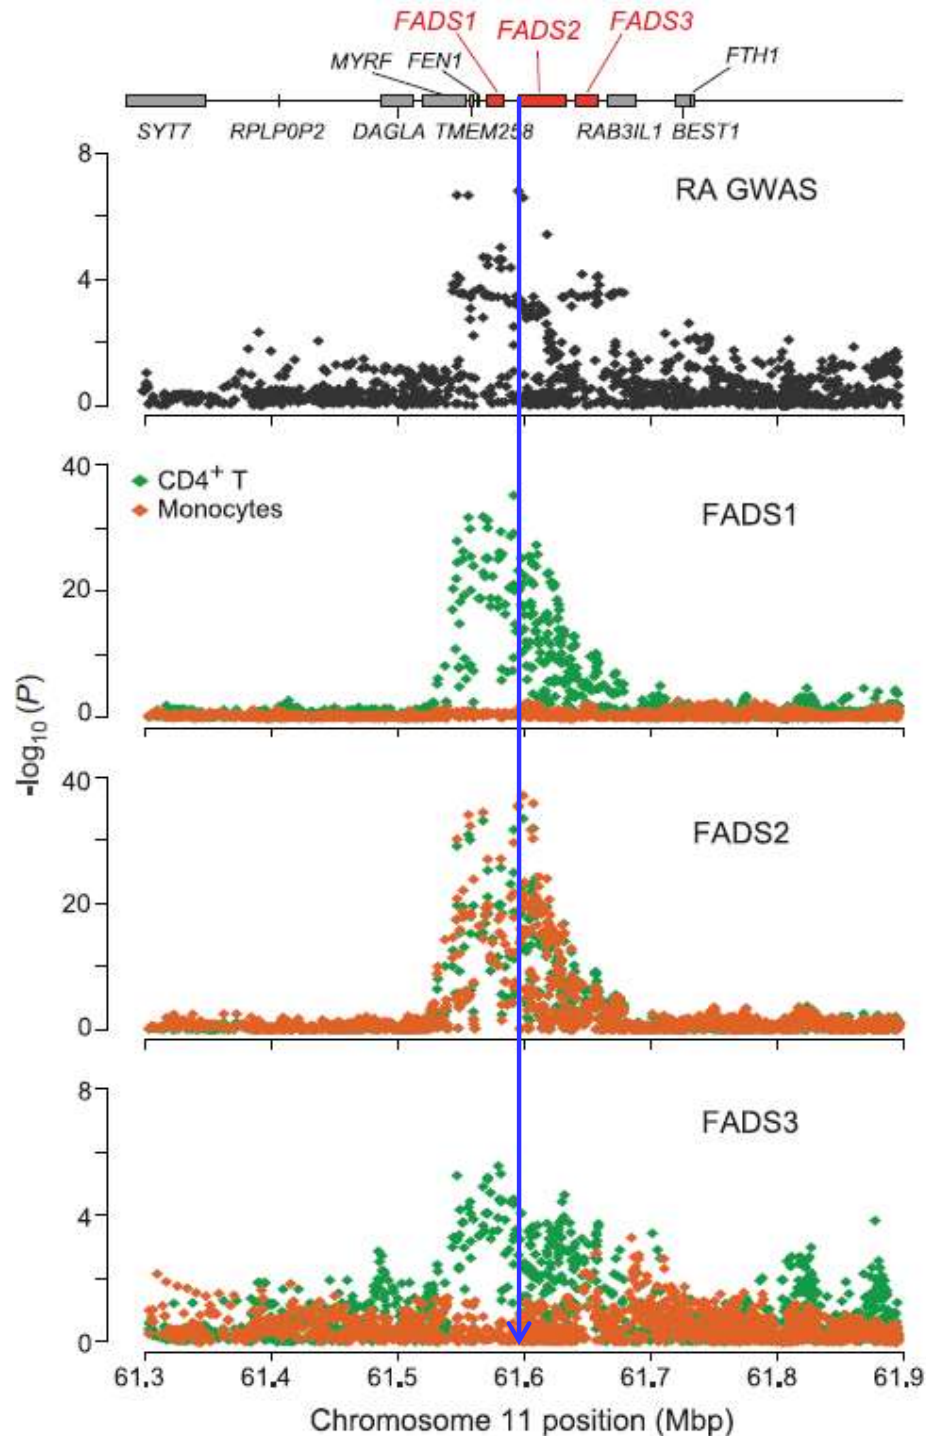 FADS1 FADS2 FADS3
MYRF FEN1 FTH1
SYT7 RPLP0P2 DAGLA TMEM258 RAB3IL1 BEST1
8
RA GWAS
4
0
40
CD4+ T
Monocytes
FADS1
20
0
-log10 (P)
40
FADS2
20
0
8
FADS3
4
0
61.3 61.4 61.5 61.6 61.7 61.8 61.9
Chromosome 11 position (Mbp)